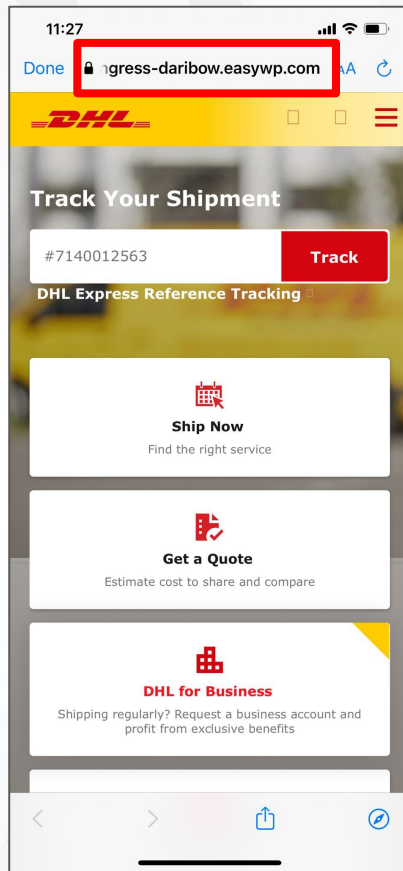 11:27
Done ngress-daribow.easywp.com AA
DHL
Track Your Shipment
#7140012563 Track
DHL Express Reference Tracking
Ship Now
Find the right service
Get a Quote
Estimate cost to share and compare
DHL for Business
Shipping regularly? Request a business account and
profit from exclusive benefits